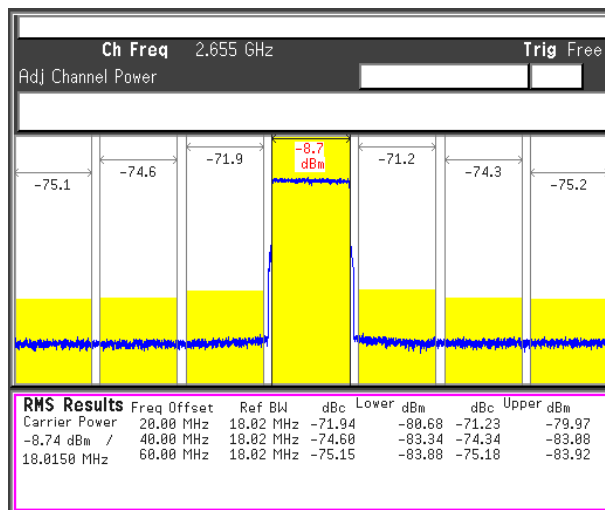 Ch Freq 2.655 GHz Trig Free
Adj Channel Power
-8.7
dBm
-71.9 -71.2
-74.6 -74.3
-75.1 -75.2
RMS Results Freq Offset Ref BW dBc Lower dBm dBc Upper dBm
Carrier Power 20.00 MHz 18.02 MHz -71.94 -80.68 -71.23 -79.97
-8.74 dBm / 40.00 MHz 18.02 MHz -74.60 -83.34 -74.34 -83.08
18.0150 MHz 60.00 MHz 18.02 MHz -75.15 -83.88 -75.18 -83.92